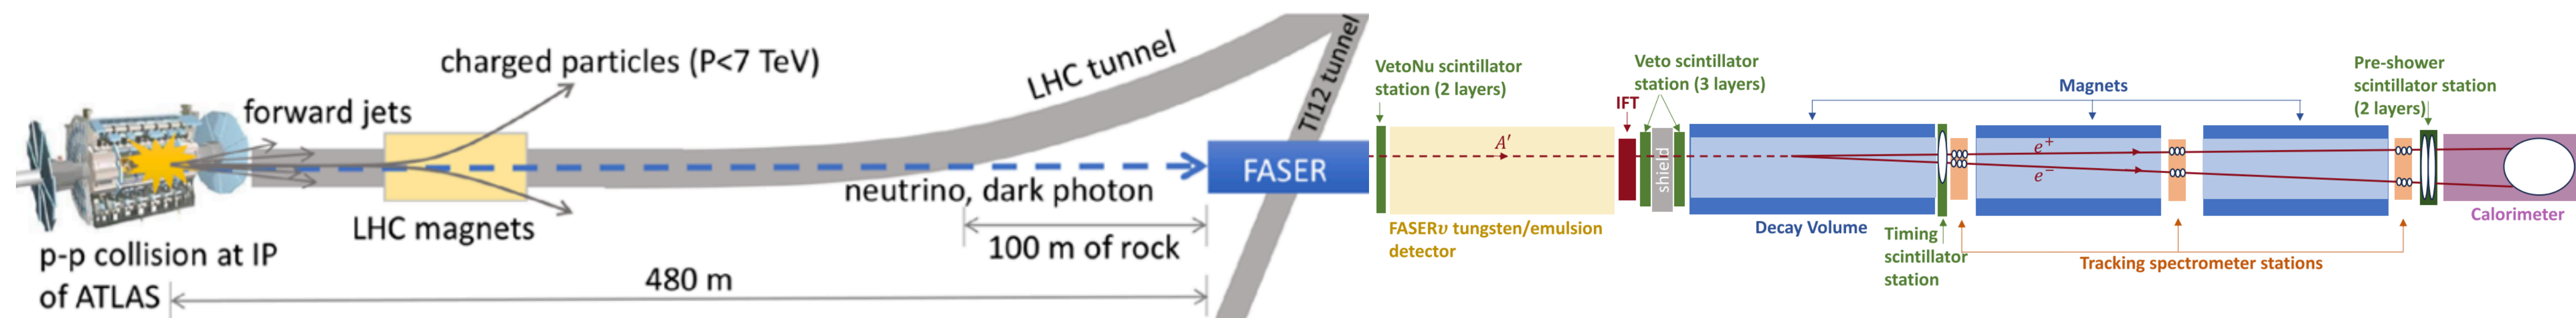 charged particles (P<7 TeV)
forward jets
LHC tunnel
TI12 tunnel
FASER
neutrino, dark photon
LHC magnets
100 m of rock
p-p collision at IP
of ATLAS
480 m
VetoNu scintillator
station (2 layers)
IFT
Veto scintillator
station (3 layers)
Magnets
Pre-shower
scintillator station
(2 layers)
A′
shield
e⁺
e⁻
FASERν tungsten/emulsion
detector
Decay Volume
Timing
scintillator
station
Tracking spectrometer stations
Calorimeter